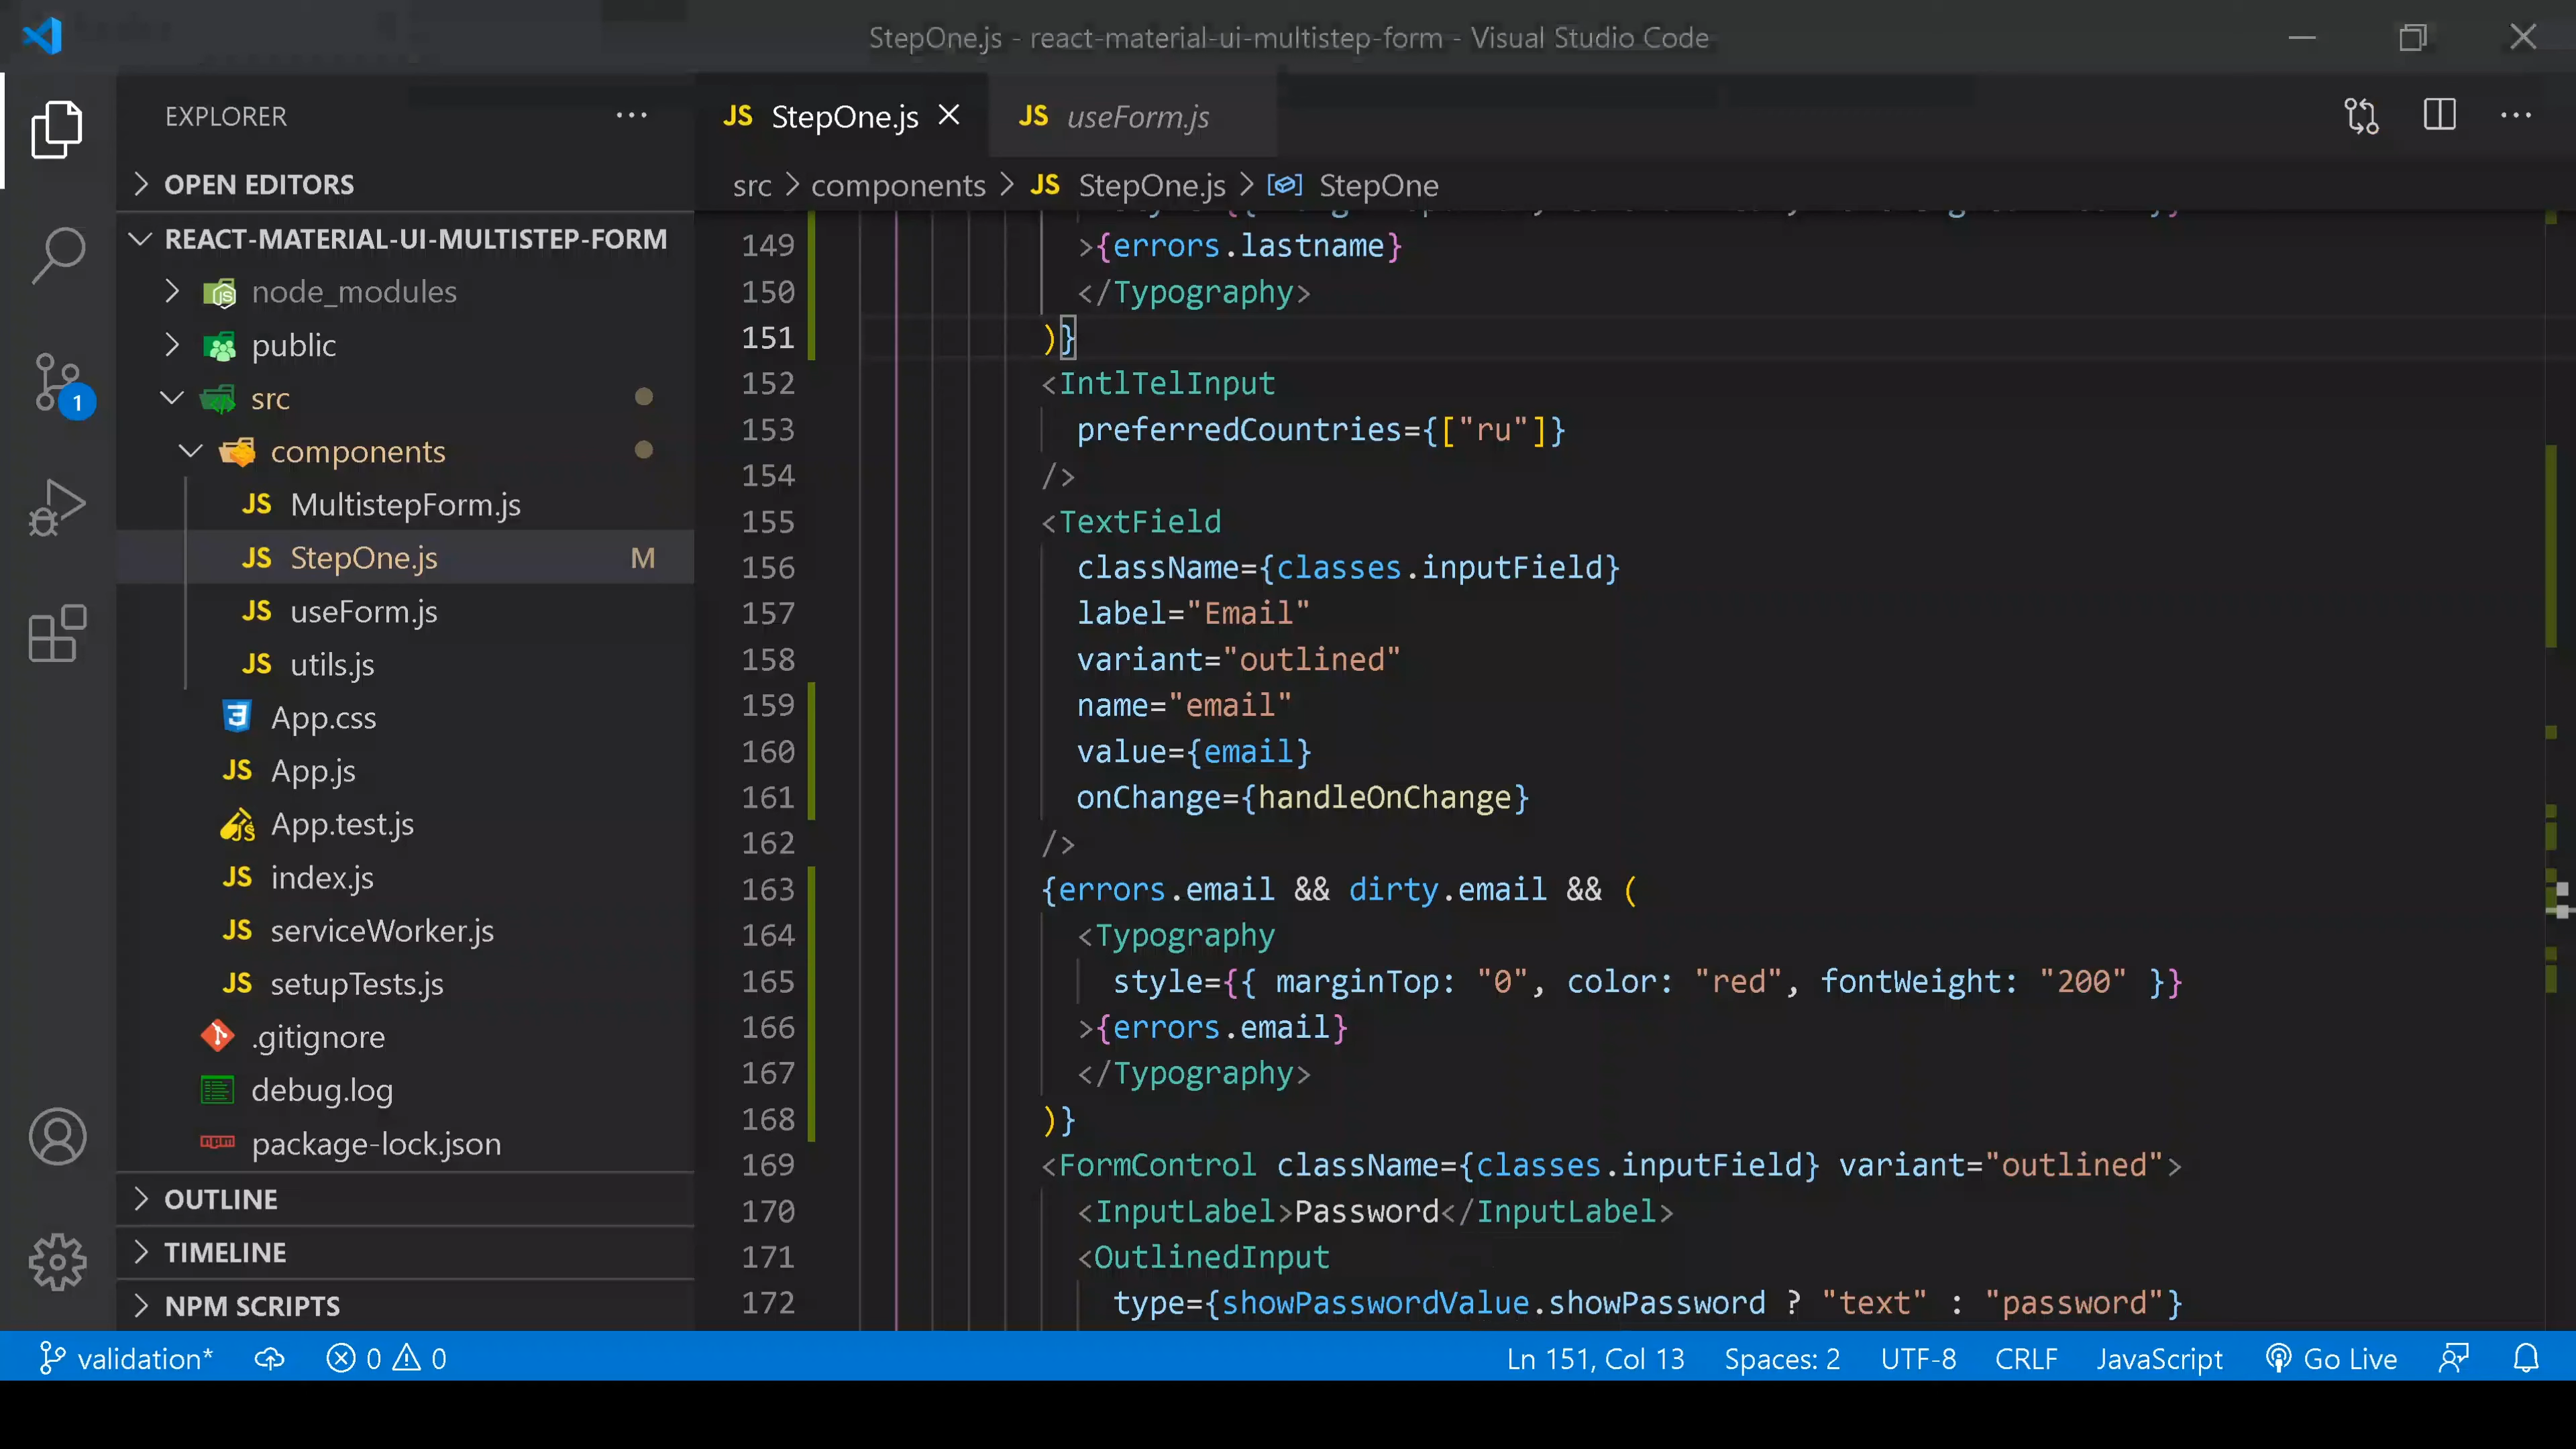 StepOne.js - react-material-ui-multistep-form - Visual Studio Code
EXPLORER
OPEN EDITORS
REACT-MATERIAL-UI-MULTISTEP-FORM
node_modules
public
src
components
JS MultistepForm.js
JS StepOne.js M
JS useForm.js
JS utils.js
App.css
JS App.js
App.test.js
JS index.js
JS serviceWorker.js
JS setupTests.js
.gitignore
debug.log
package-lock.json
OUTLINE
TIMELINE
NPM SCRIPTS
1
JS StepOne.js
JS useForm.js
src > components > JS StepOne.js > StepOne
149 >{errors.lastname}
150 </Typography>
151 )}
152 <IntlTelInput
153 preferredCountries={["ru"]}
154 />
155 <TextField
156 className={classes.inputField}
157 label="Email"
158 variant="outlined"
159 name="email"
160 value={email}
161 onChange={handleOnChange}
162 />
163 {errors.email && dirty.email && (
164 <Typography
165 style={{ marginTop: "0", color: "red", fontWeight: "200" }}
166 >{errors.email}
167 </Typography>
168 )}
169 <FormControl className={classes.inputField} variant="outlined">
170 <InputLabel>Password</InputLabel>
171 <OutlinedInput
172 type={showPasswordValue.showPassword ? "text" : "password"}
validation* 0 0 Ln 151, Col 13 Spaces: 2 UTF-8 CRLF JavaScript Go Live